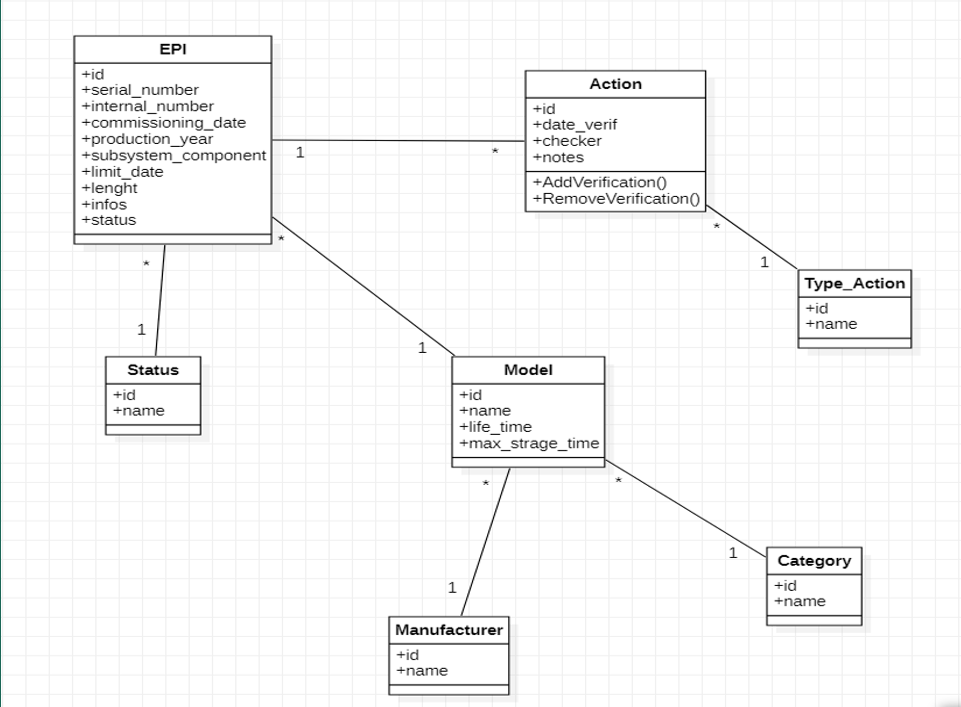 EPI
+id
+serial_number
+internal_number
+commissioning_date
+production_year
+subsystem_component
+limit_date
+lenght
+infos
+status
1
*
Action
+id
+date_verif
+checker
+notes
+AddVerification()
+RemoveVerification()
*
1
Type_Action
+id
+name
*
1
Status
+id
+name
*
1
Model
+id
+name
+life_time
+max_strage_time
*
1
Manufacturer
+id
+name
*
1
Category
+id
+name